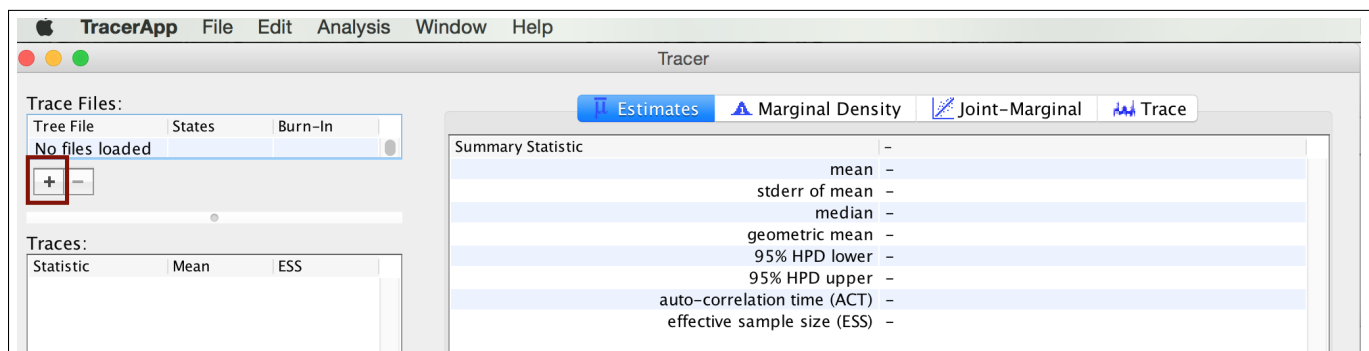 TracerApp File Edit Analysis Window Help
Tracer
Trace Files:
Tree File States Burn-In
No files loaded
+ -
Traces:
Statistic Mean ESS
Estimates Marginal Density Joint-Marginal Trace
Summary Statistic -
mean -
stderr of mean -
median -
geometric mean -
95% HPD lower -
95% HPD upper -
auto-correlation time (ACT) -
effective sample size (ESS) -